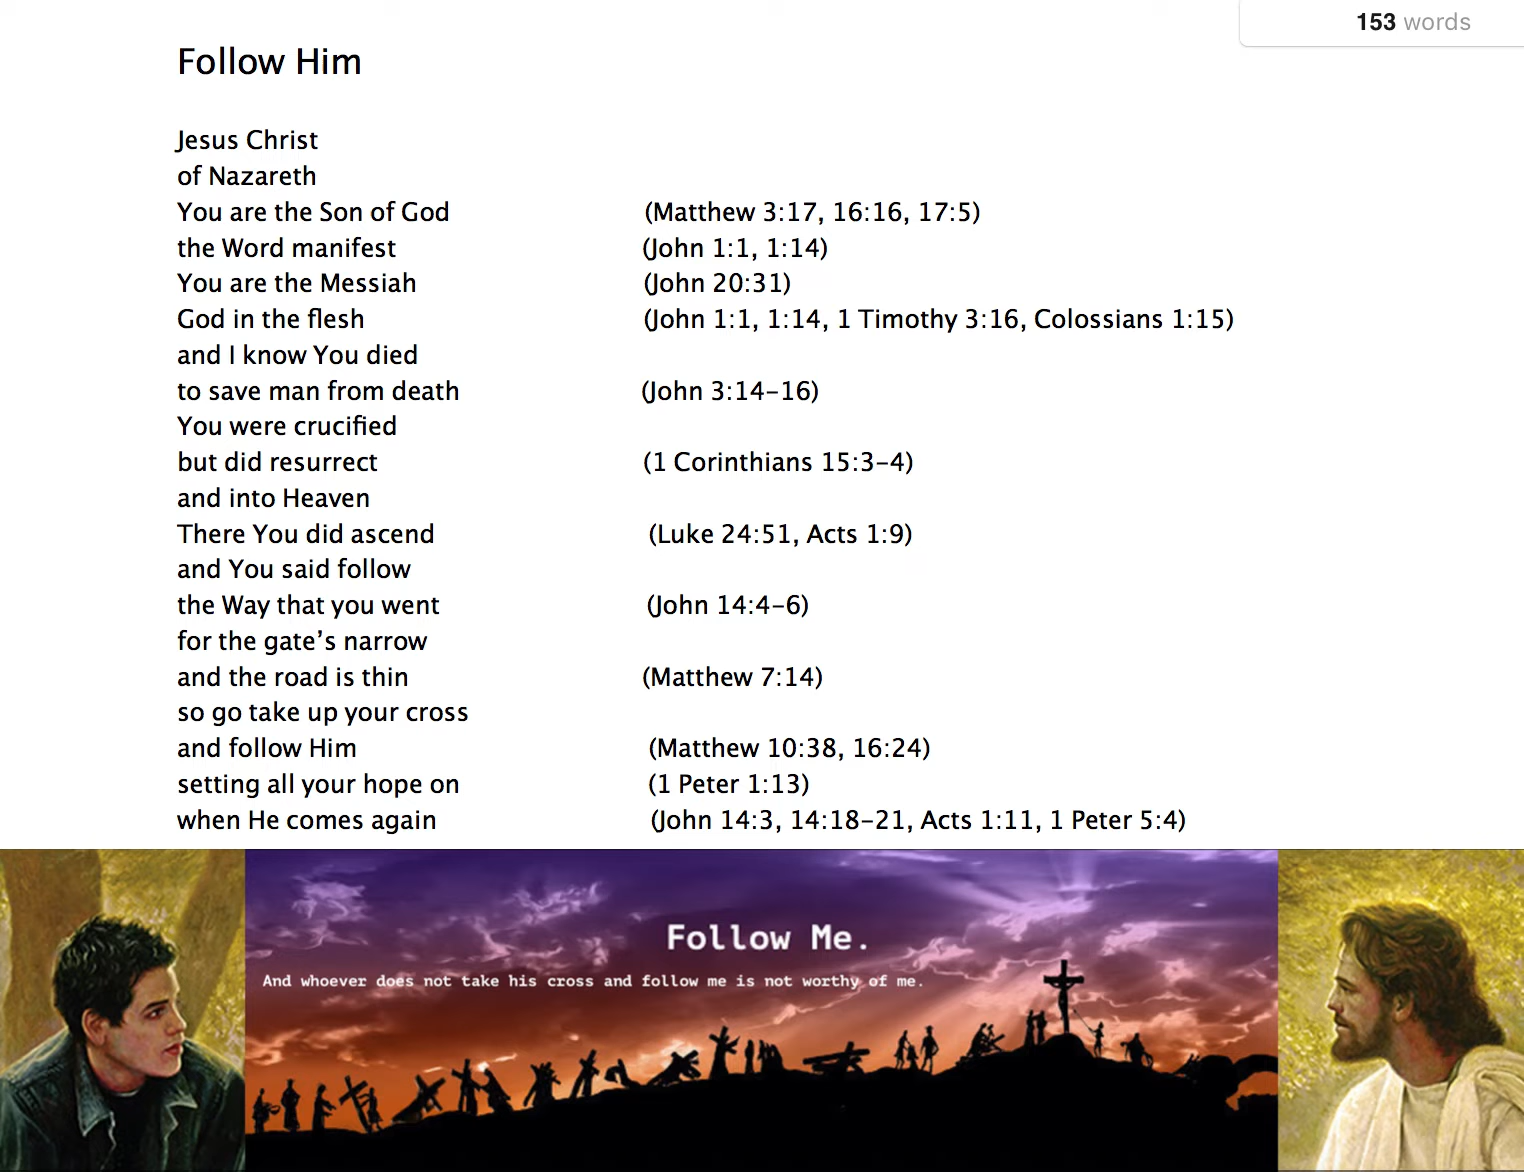 153 words
Follow Him
Jesus Christ
of Nazareth
You are the Son of God (Matthew 3:17, 16:16, 17:5)
the Word manifest (John 1:1, 1:14)
You are the Messiah (John 20:31)
God in the flesh (John 1:1, 1:14, 1 Timothy 3:16, Colossians 1:15)
and I know You died
to save man from death (John 3:14–16)
You were crucified
but did resurrect (1 Corinthians 15:3–4)
and into Heaven
There You did ascend (Luke 24:51, Acts 1:9)
and You said follow
the Way that you went (John 14:4–6)
for the gate’s narrow
and the road is thin (Matthew 7:14)
so go take up your cross
and follow Him (Matthew 10:38, 16:24)
setting all your hope on (1 Peter 1:13)
when He comes again (John 14:3, 14:18–21, Acts 1:11, 1 Peter 5:4)
Follow Me.
And whoever does not take his cross and follow me is not worthy of me.